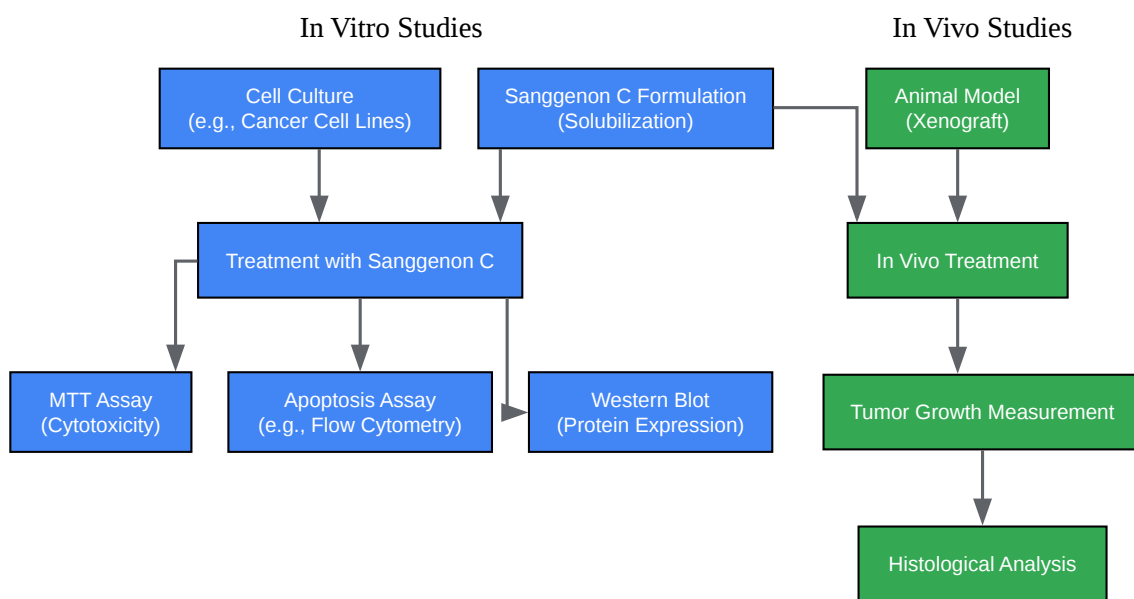 In Vitro Studies
In Vivo Studies
Cell Culture
(e.g., Cancer Cell Lines)
Sanggenon C Formulation
(Solubilization)
Animal Model
(Xenograft)
Treatment with Sanggenon C
In Vivo Treatment
MTT Assay
(Cytotoxicity)
Apoptosis Assay
(e.g., Flow Cytometry)
Western Blot
(Protein Expression)
Tumor Growth Measurement
Histological Analysis